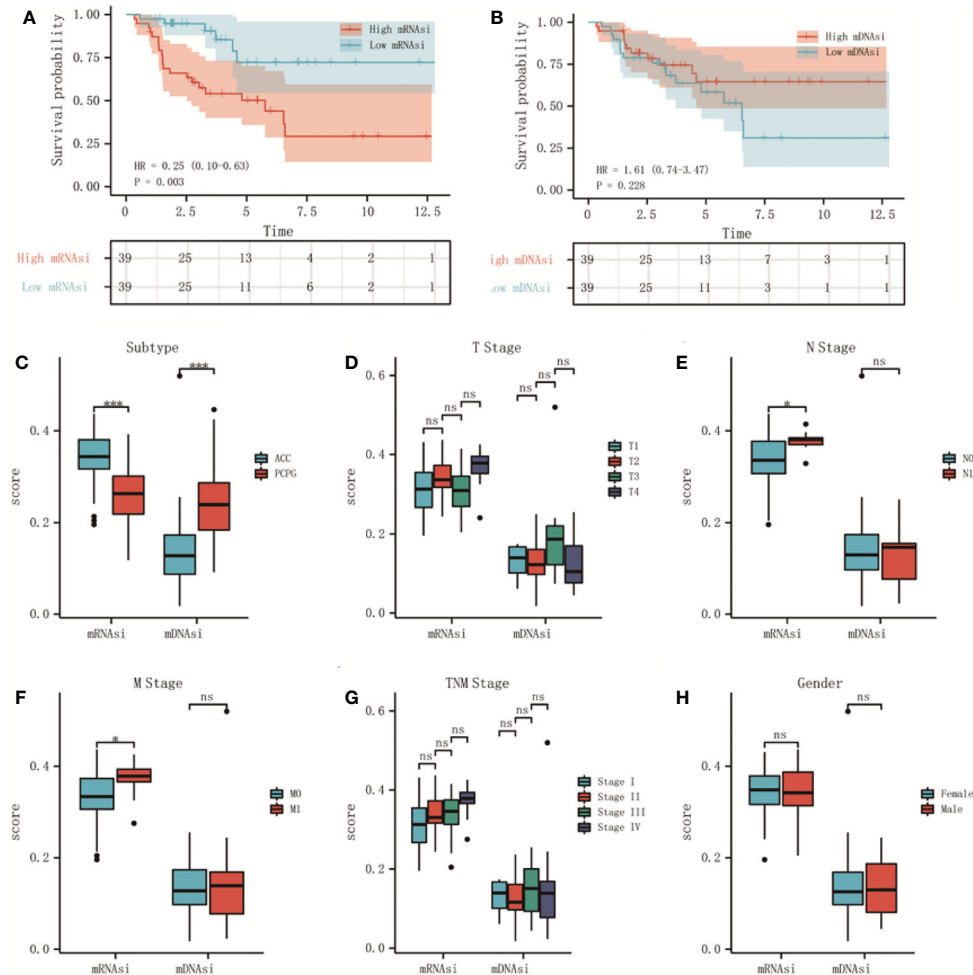 A
Survival probability
1.00
0.75
0.50
0.25
0.00
High mRNAsi
Low mRNAsi
HR = 0.25 (0.10-0.63)
P = 0.003
0 2.5 5 7.5 10 12.5
Time
High mRNAsi 39 25 13 4 2 1
Low mRNAsi 39 25 11 6 2 1
B
Survival probability
1.00
0.75
0.50
0.25
0.00
High mDNAsi
Low mDNAsi
HR = 1.61 (0.74-3.47)
P = 0.228
0 2.5 5 7.5 10 12.5
Time
igh mDNAsi 39 25 13 7 3 1
ow mDNAsi 39 25 11 3 1 1
C
Subtype
score
0.4
0.2
0.0
***
***
ACC
PCPG
mRNAsi mDNAsi
D
T Stage
score
0.6
0.4
0.2
0.0
ns ns ns
ns ns ns
T1
T2
T3
T4
mRNAsi mDNAsi
E
N Stage
score
0.4
0.2
0.0
*
ns
N0
N1
mRNAsi mDNAsi
F
M Stage
score
0.4
0.2
0.0
*
ns
M0
M1
mRNAsi mDNAsi
G
TNM Stage
score
0.6
0.4
0.2
0.0
ns ns ns
ns ns ns
Stage I
Stage II
Stage III
Stage IV
mRNAsi mDNAsi
H
Gender
score
0.4
0.2
0.0
ns
ns
Female
Male
mRNAsi mDNAsi